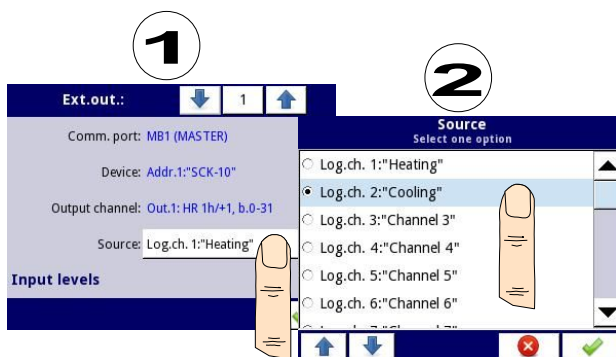 1
Ext.out.:
1
Comm. port: MB1 (MASTER)
Device: Addr.1:"SCK-10"
Output channel: Out.1: HR 1h/+1, b.0-31
Source: Log.ch. 1:"Heating"
Input levels
2
Source
Select one option
Log.ch. 1:"Heating"
Log.ch. 2:"Cooling"
Log.ch. 3:"Channel 3"
Log.ch. 4:"Channel 4"
Log.ch. 5:"Channel 5"
Log.ch. 6:"Channel 6"